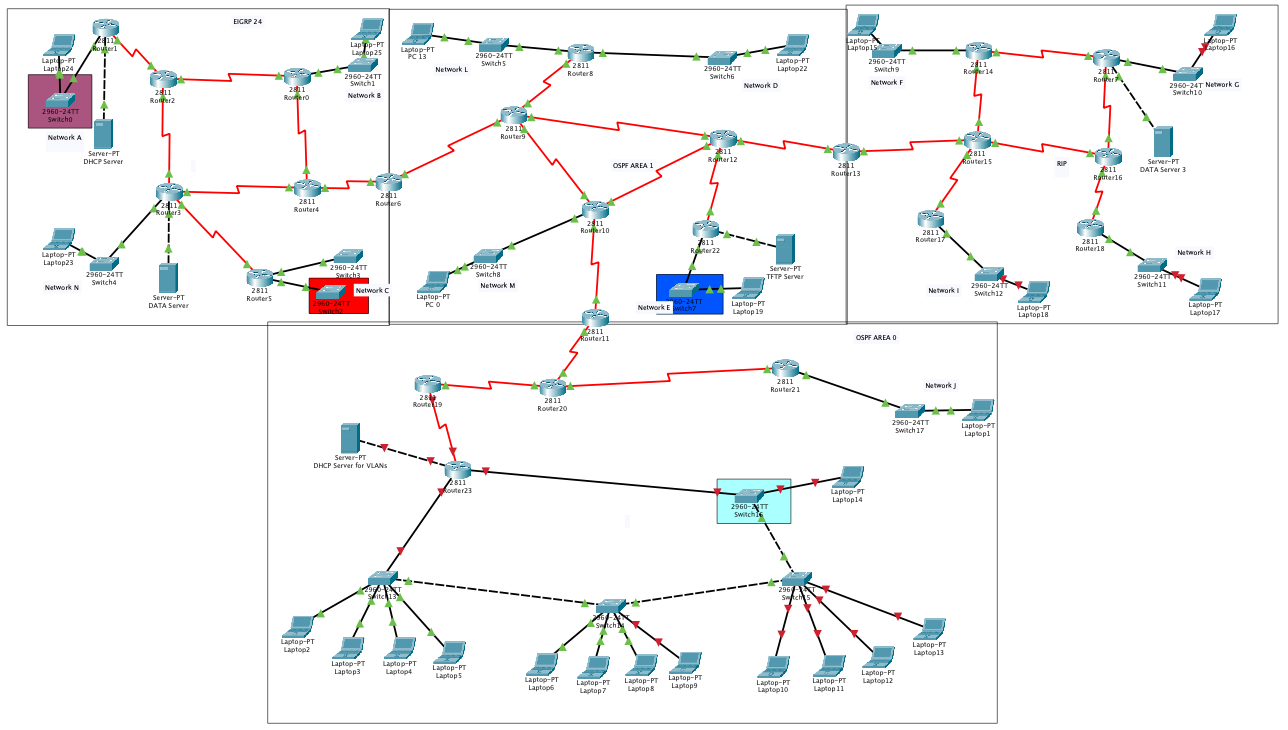 EIGRP 24
Laptop-PT
Laptop24
2811
Router1
2811
Router2
2811
Router0
Laptop-PT
Laptop25
2960-24TT
Switch1
Network B
2960-24TT
Switch0
Network A
Server-PT
DHCP Server
2811
Router3
2811
Router4
2811
Router6
Laptop-PT
Laptop23
2960-24TT
Switch4
Network N
Server-PT
DATA Server
2811
Router5
2960-24TT
Switch3
2960-24TT
Switch2
Network C
Laptop-PT
PC 13
2960-24TT
Switch5
Network L
2811
Router8
2960-24TT
Switch6
Laptop-PT
Laptop22
Network D
2811
Router9
OSPF AREA 1
2811
Router12
2811
Router13
2811
Router10
2960-24TT
Switch8
Laptop-PT
PC 0
Network M
2811
Router22
Server-PT
TFTP Server
2960-24TT
Switch7
Network E
Laptop-PT
Laptop19
2811
Router11
Laptop-PT
Laptop15
2960-24TT
Switch9
Network F
2811
Router14
2811
Laptop-PT
Laptop16
2960-24TT
Switch10
Network G
2811
Router15
RIP
2811
Router16
Server-PT
DATA Server 3
2811
Router17
2811
Router18
Network H
2960-24TT
Switch11
Laptop-PT
Laptop17
Network I
2960-24TT
Switch12
Laptop-PT
Laptop18
OSPF AREA 0
2811
Router19
2811
Router20
2811
Router21
Network J
2960-24TT
Switch17
Laptop-PT
Laptop1
Server-PT
DHCP Server for VLANs
2811
Router23
2960-24TT
Switch16
Laptop-PT
Laptop14
2960-24TT
Switch13
2960-24TT
Switch14
2960-24TT
Switch15
Laptop-PT
Laptop2
Laptop-PT
Laptop3
Laptop-PT
Laptop4
Laptop-PT
Laptop5
Laptop-PT
Laptop6
Laptop-PT
Laptop7
Laptop-PT
Laptop8
Laptop-PT
Laptop9
Laptop-PT
Laptop10
Laptop-PT
Laptop11
Laptop-PT
Laptop12
Laptop-PT
Laptop13